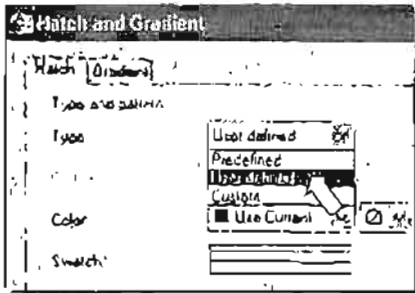 Hatch and Gradient
Hatch Gradient
Type and pattern
Type User defined
Predefined
User defined
Custom
Color Use Current
Swatch: